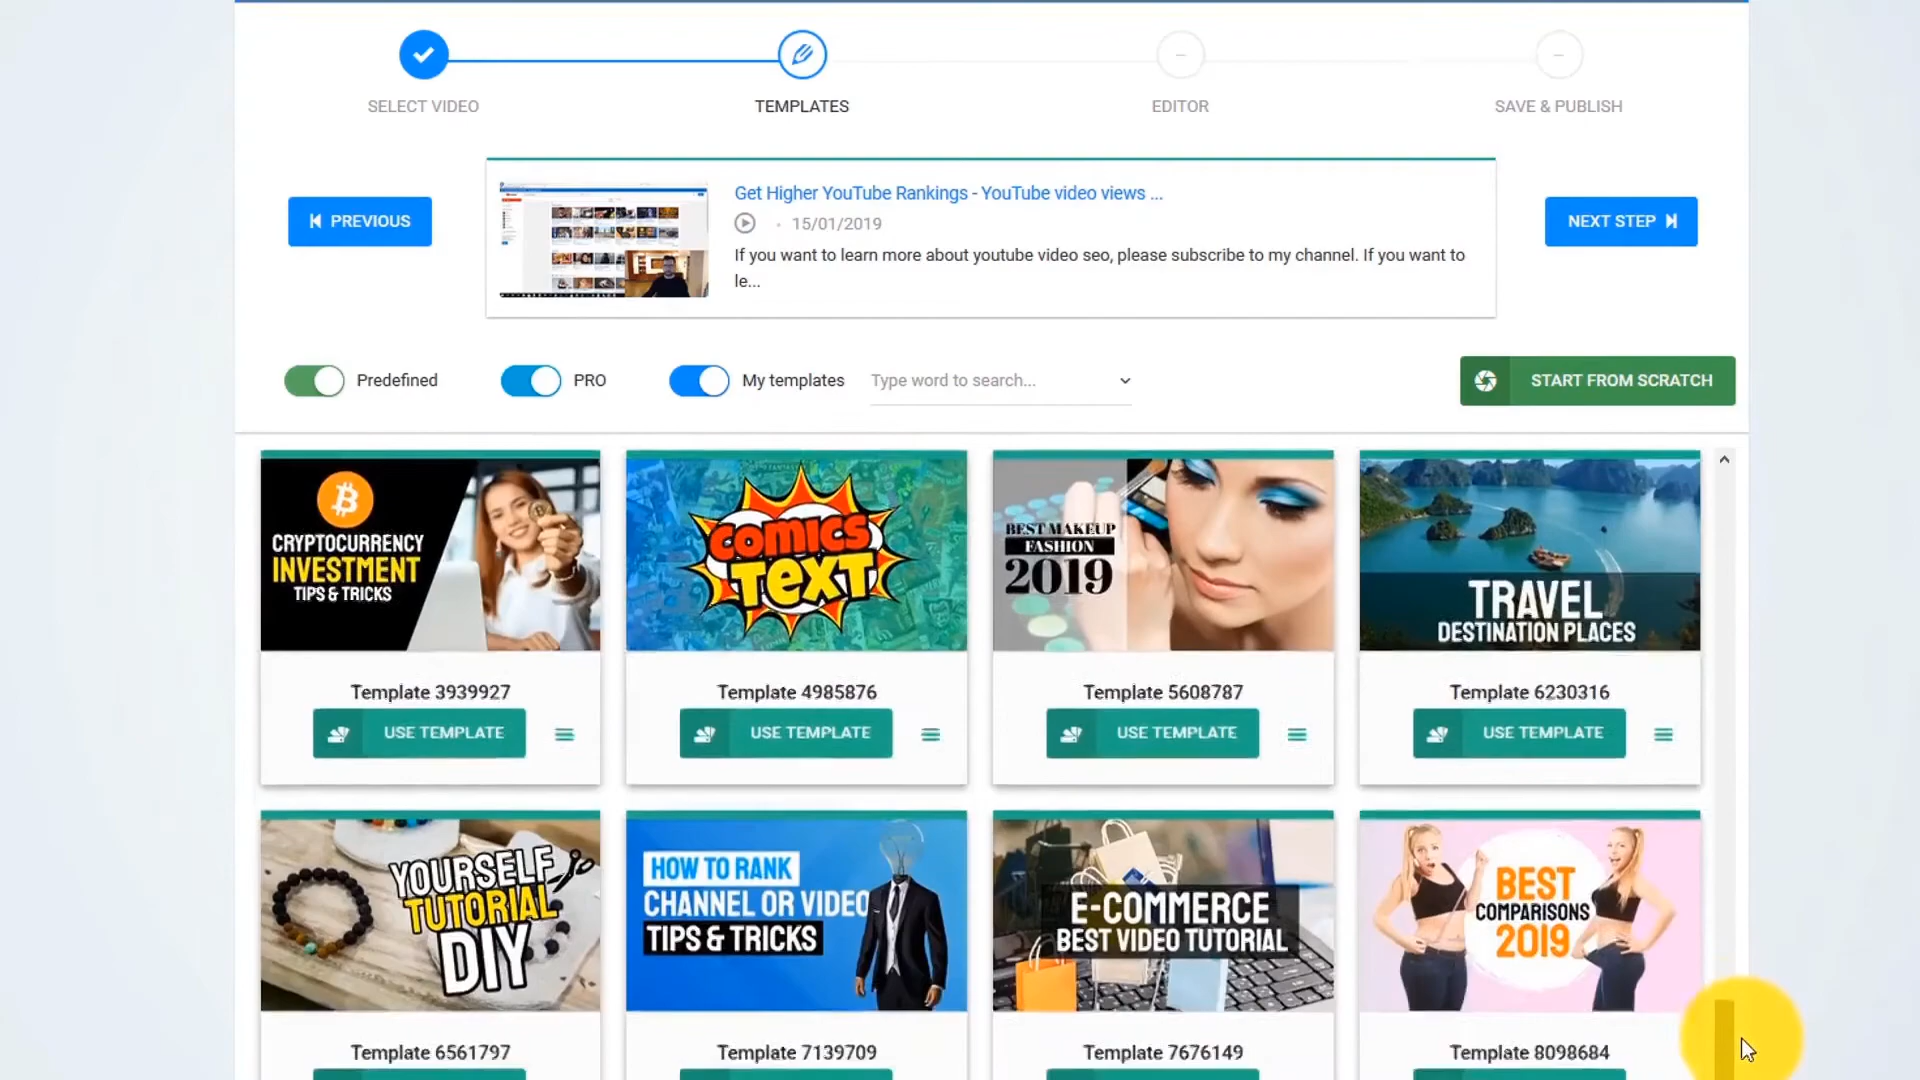 SELECT VIDEO
TEMPLATES
EDITOR
SAVE & PUBLISH
PREVIOUS
Get Higher YouTube Rankings - YouTube video views ...
15/01/2019
If you want to learn more about youtube video seo, please subscribe to my channel. If you want to
le...
NEXT STEP
Predefined
PRO
My templates
Type word to search...
START FROM SCRATCH
CRYPTOCURRENCY
INVESTMENT
TIPS & TRICKS
COMICS
TEXT
BEST MAKEUP
FASHION
2019
TRAVEL
DESTINATION PLACES
Template 3939927
Template 4985876
Template 5608787
Template 6230316
USE TEMPLATE
USE TEMPLATE
USE TEMPLATE
USE TEMPLATE
YOURSELF
TUTORIAL
DIY
HOW TO RANK
CHANNEL OR VIDEO
TIPS & TRICKS
E-COMMERCE
BEST VIDEO TUTORIAL
BEST
COMPARISONS
2019
Template 6561797
Template 7139709
Template 7676149
Template 8098684